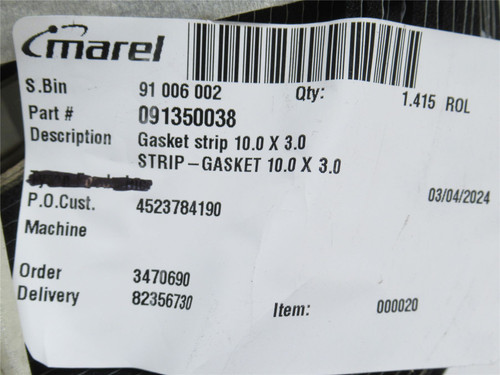 marel
S.Bin 91 006 002 Qty: 1.415 ROL
Part # 091350038
Description Gasket strip 10.0 X 3.0
STRIP-GASKET 10.0 X 3.0
03/04/2024
P.O.Cust. 4523784190
Machine
Order 3470690
Delivery 82356730 Item: 000020